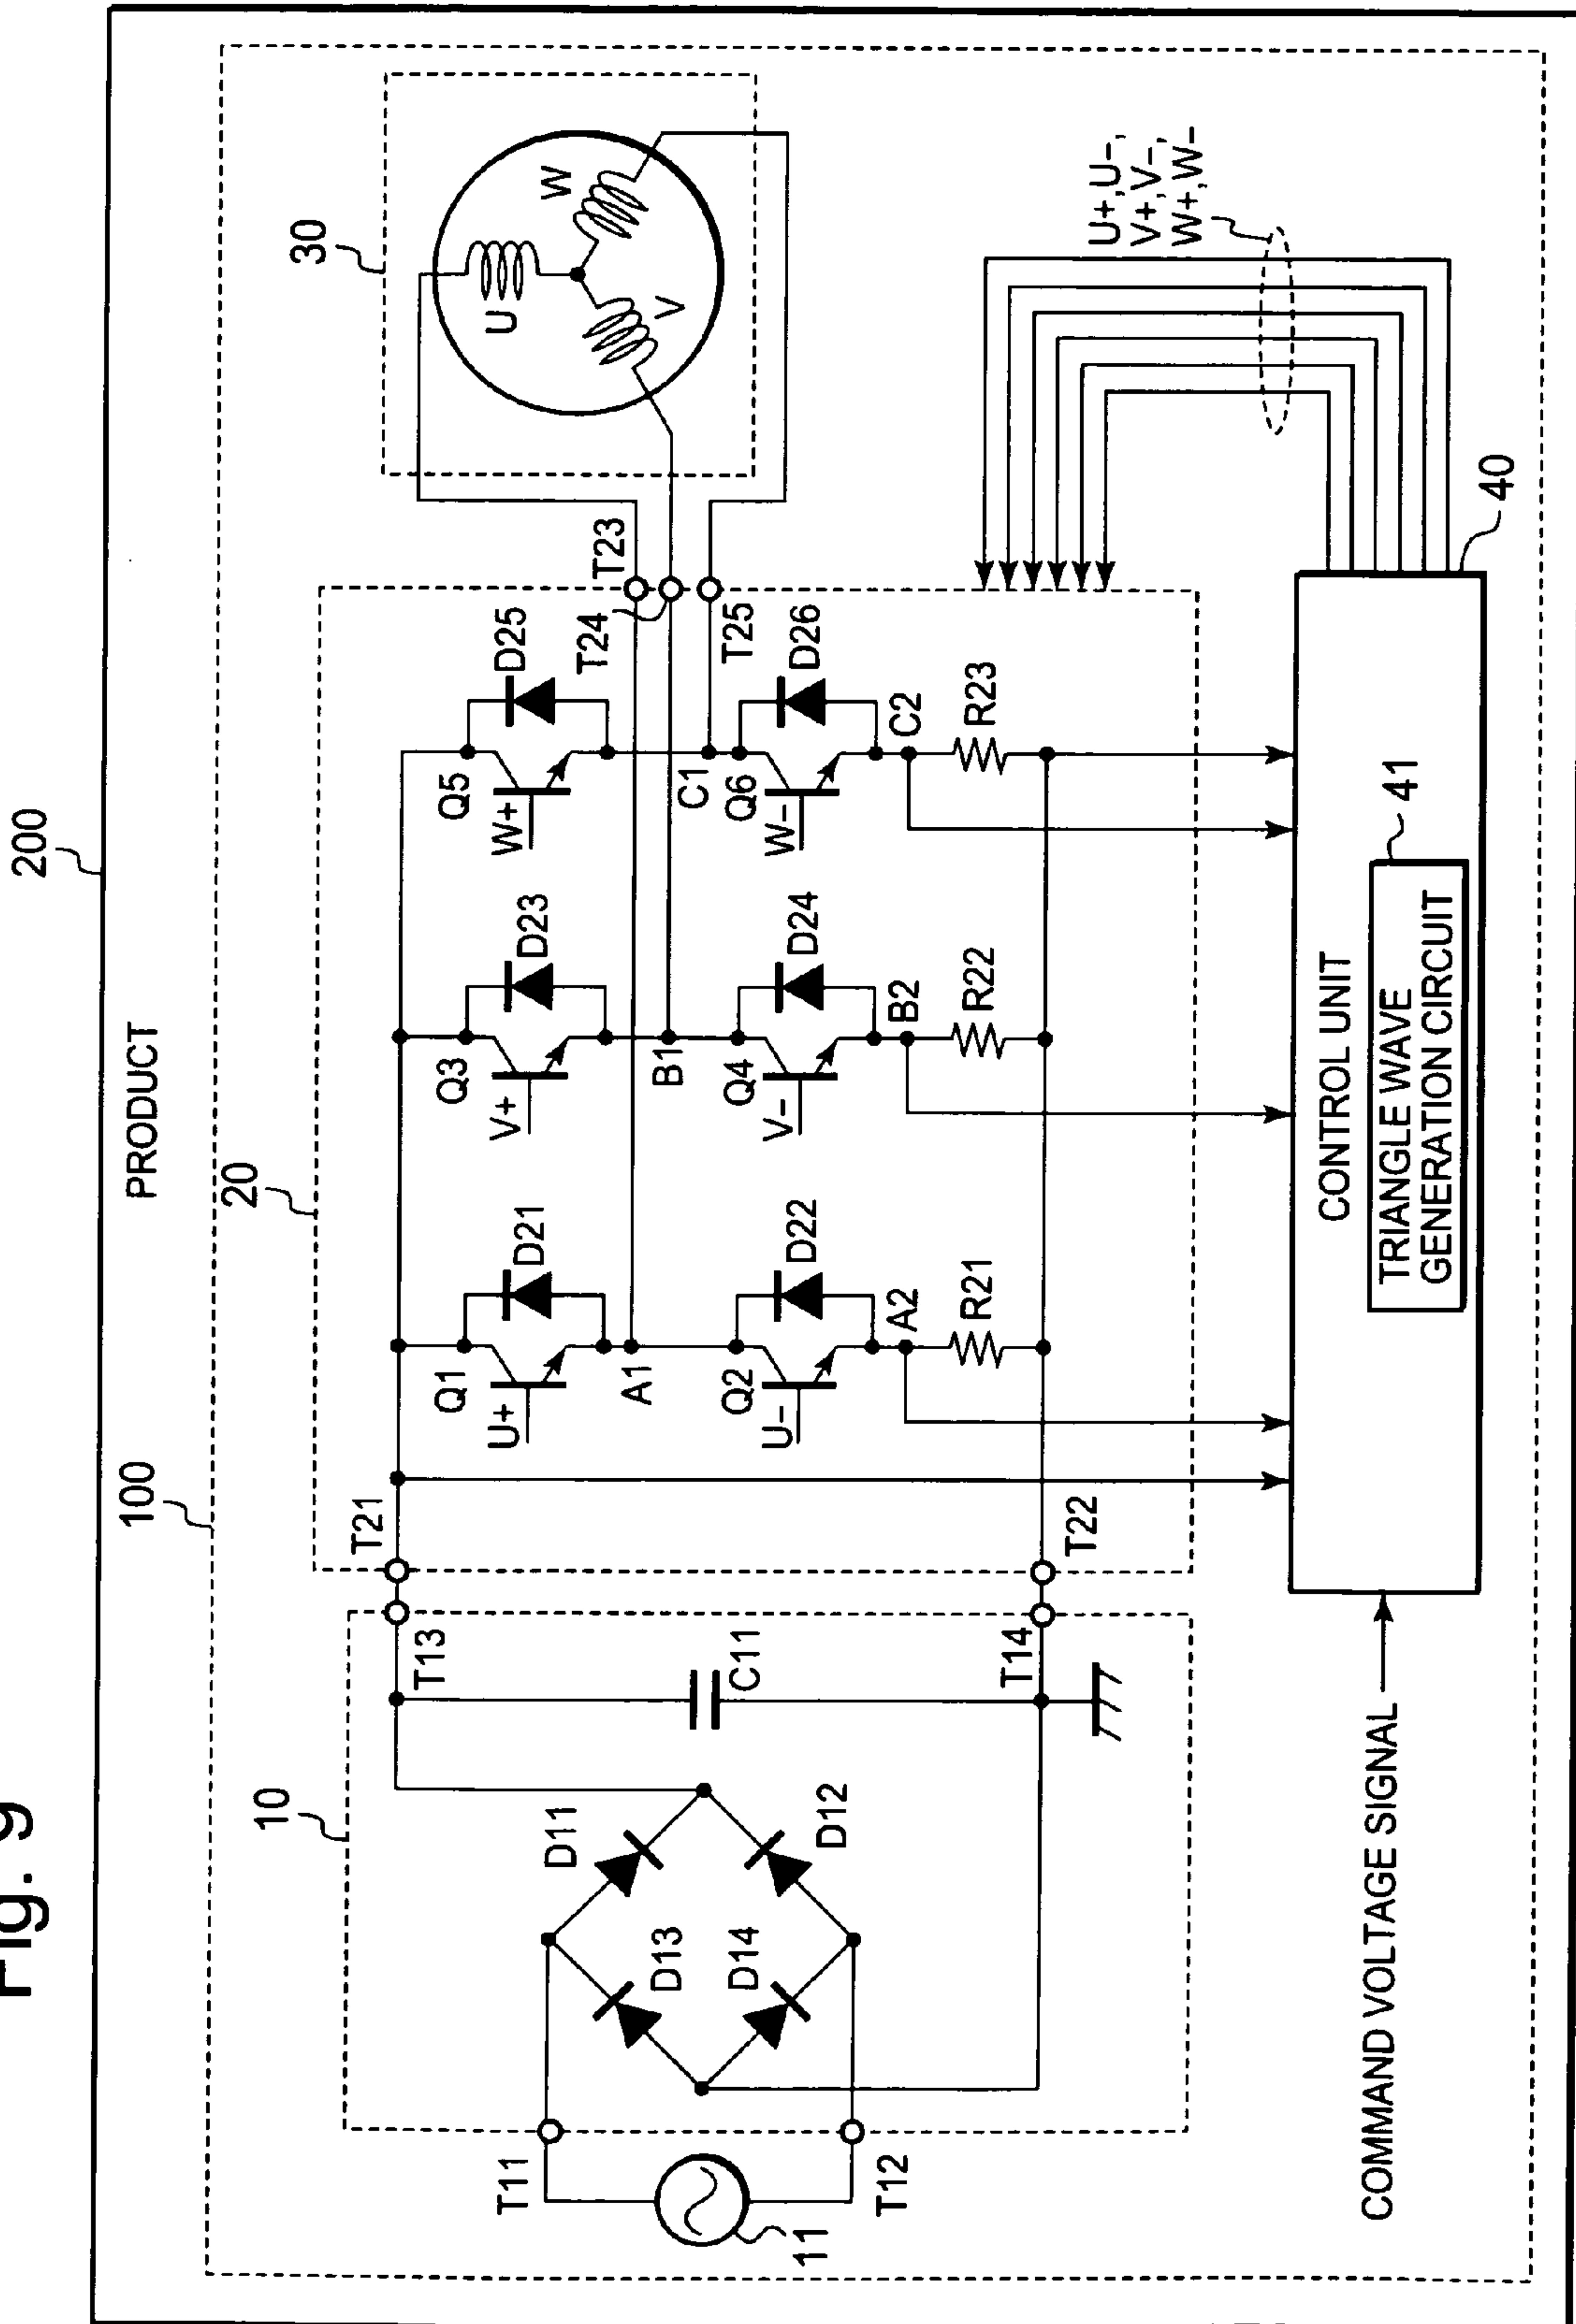 Fig. 9
200
PRODUCT
100
10
20
30
T11
T12
11
D11
D12
D13
D14
T13
C11
T14
T21
T22
Q1
U+
D21
A1
Q2
U−
D22
A2
R21
Q3
V+
D23
B1
Q4
V−
D24
B2
R22
Q5
W+
D25
C1
Q6
W−
D26
C2
R23
T23
T24
T25
U
V
W
U+,U−,
V+,V−,
W+,W−
40
CONTROL UNIT
41
TRIANGLE WAVE
GENERATION CIRCUIT
COMMAND VOLTAGE SIGNAL